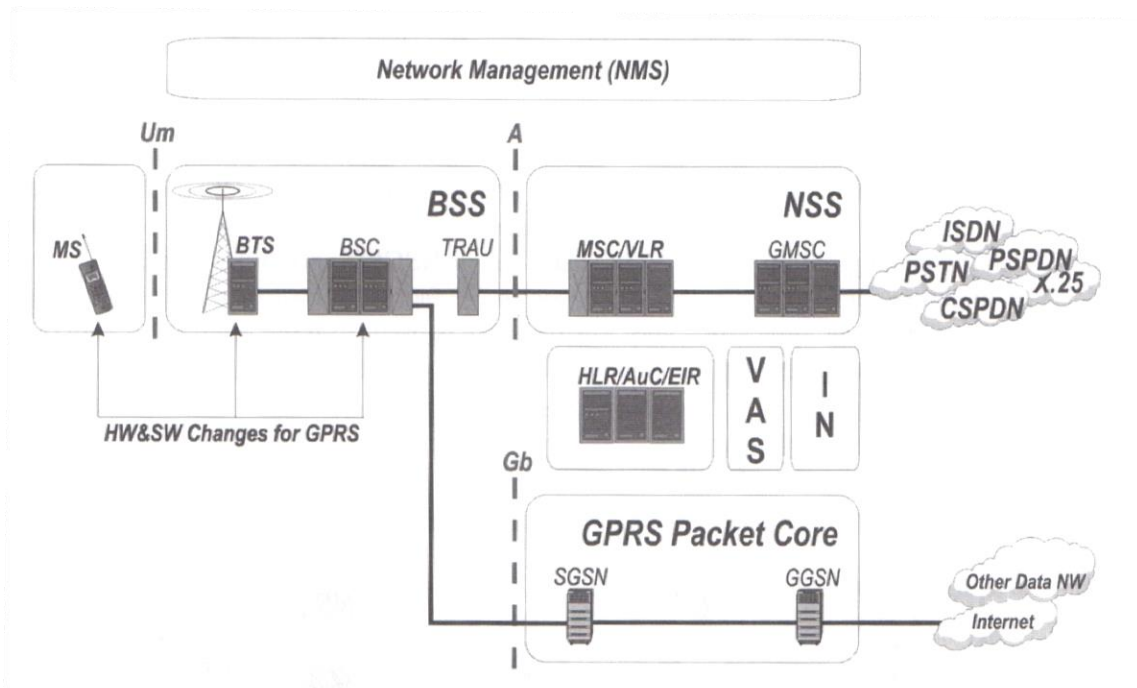 Network Management (NMS)
Um
A
BSS
NSS
MS
BTS
BSC
TRAU
MSC/VLR
GMSC
ISDN
PSTN
PSPDN
X.25
CSPDN
HW&SW Changes for GPRS
HLR/AuC/EIR
V
A
S
I
N
Gb
GPRS Packet Core
SGSN
GGSN
Other Data NW
Internet